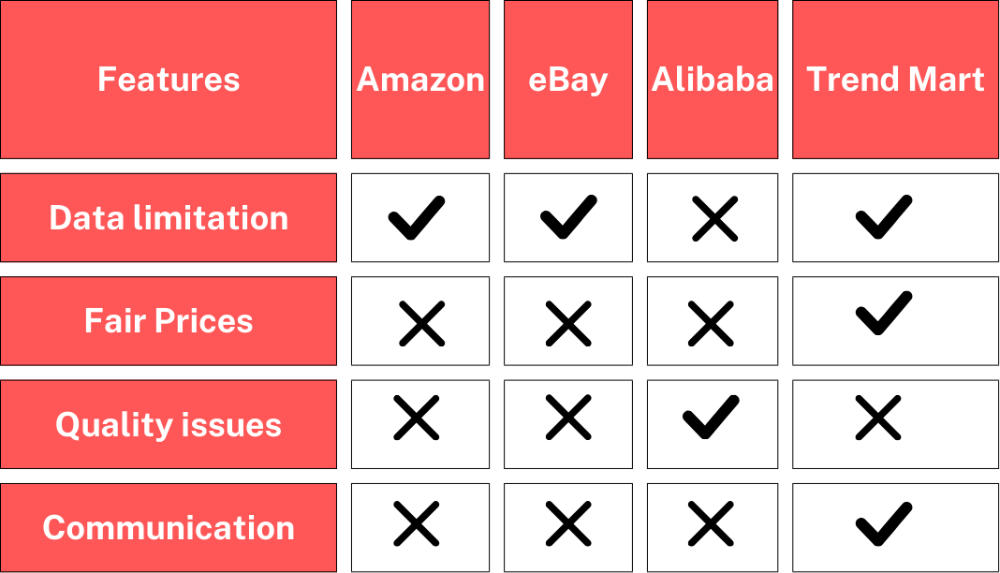 Features Amazon eBay Alibaba Trend Mart
Data limitation ✔ ✔ ✕ ✔
Fair Prices ✕ ✕ ✕ ✔
Quality issues ✕ ✕ ✔ ✕
Communication ✕ ✕ ✕ ✔